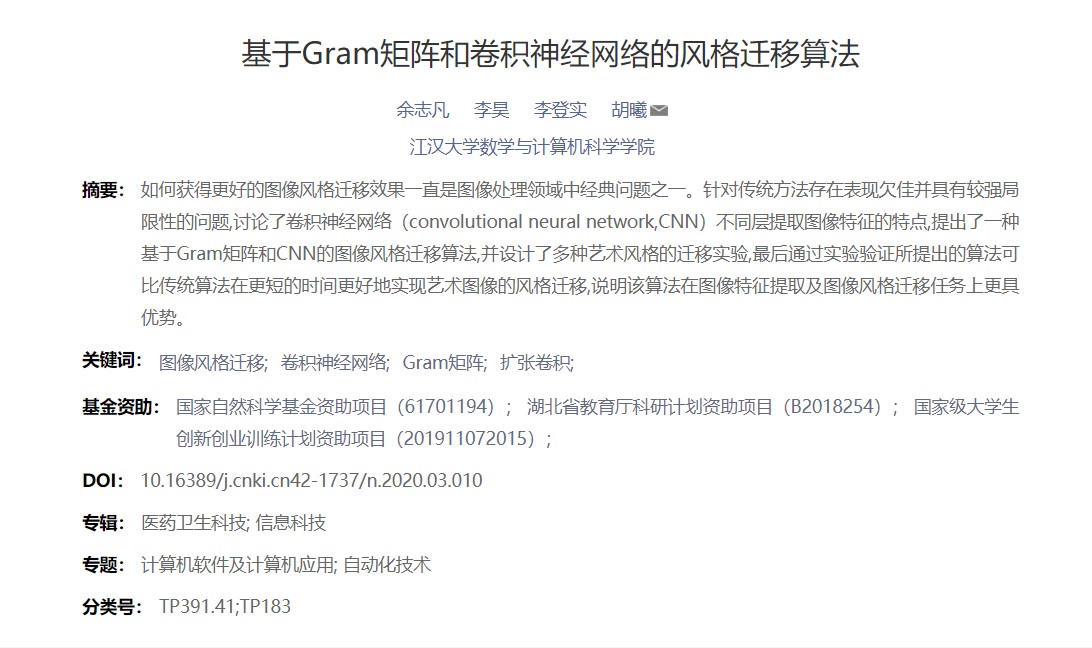 基于Gram矩阵和卷积神经网络的风格迁移算法
余志凡 李昊 李登实 胡曦
江汉大学数学与计算机科学学院
摘要： 如何获得更好的图像风格迁移效果一直是图像处理领域中经典问题之一。针对传统方法存在表现欠佳并具有较强局
限性的问题,讨论了卷积神经网络（convolutional neural network,CNN）不同层提取图像特征的特点,提出了一种
基于Gram矩阵和CNN的图像风格迁移算法,并设计了多种艺术风格的迁移实验,最后通过实验验证所提出的算法可
比传统算法在更短的时间更好地实现艺术图像的风格迁移,说明该算法在图像特征提取及图像风格迁移任务上更具
优势。
关键词： 图像风格迁移; 卷积神经网络; Gram矩阵; 扩张卷积;
基金资助： 国家自然科学基金资助项目（61701194）; 湖北省教育厅科研计划资助项目（B2018254）; 国家级大学生
创新创业训练计划资助项目（201911072015）;
DOI： 10.16389/j.cnki.cn42-1737/n.2020.03.010
专辑： 医药卫生科技; 信息科技
专题： 计算机软件及计算机应用; 自动化技术
分类号： TP391.41;TP183